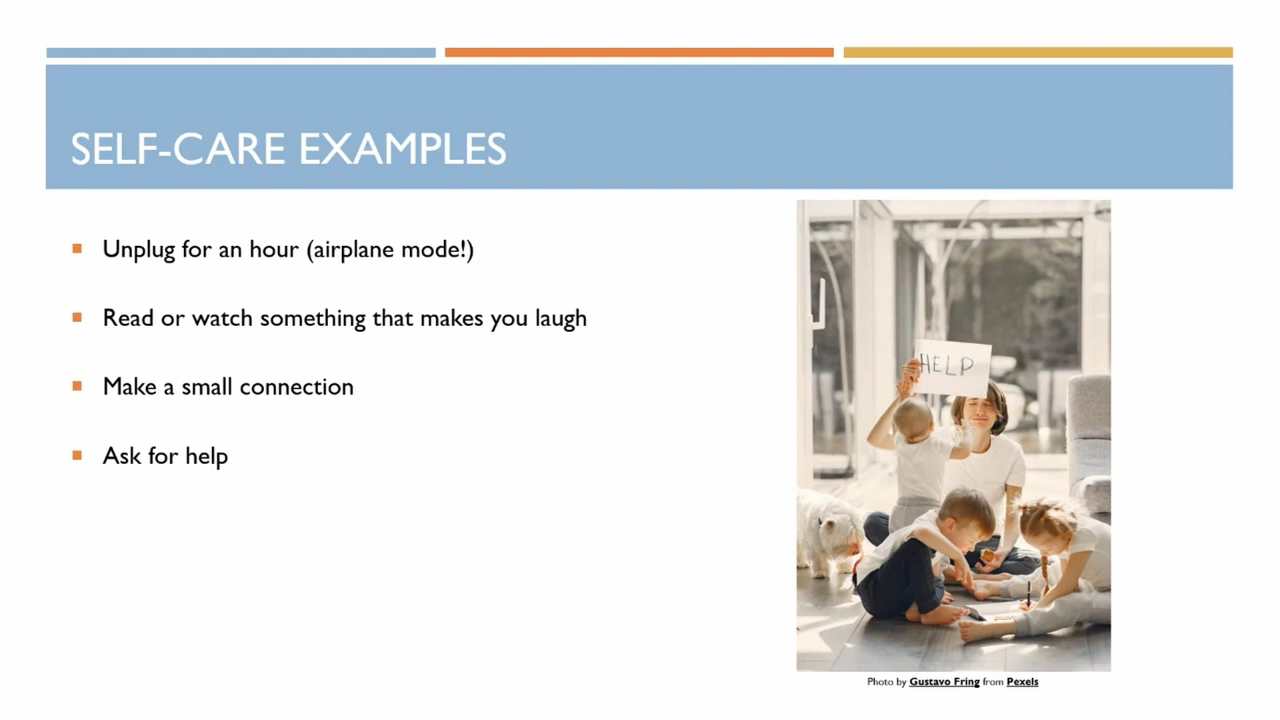 SELF-CARE EXAMPLES
Unplug for an hour (airplane mode!)
Read or watch something that makes you laugh
Make a small connection
Ask for help
HELP
Photo by Gustavo Fring from Pexels